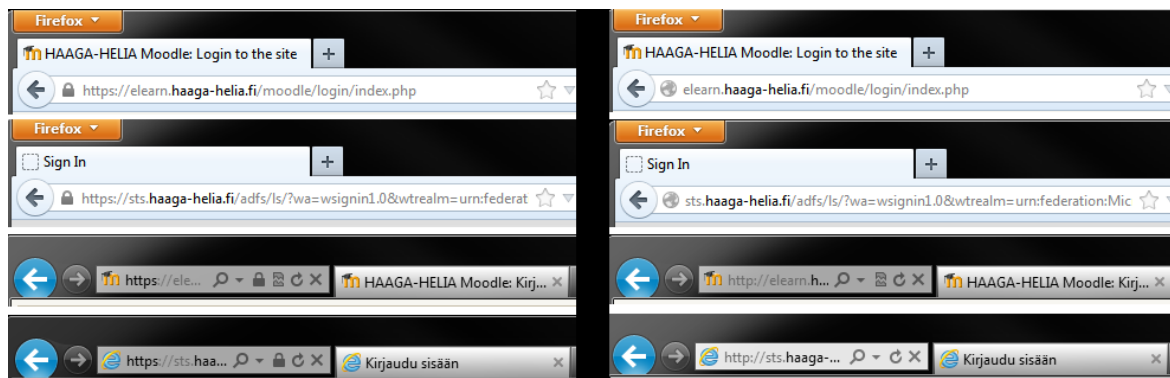 Firefox
HAAGA-HELIA Moodle: Login to the site
https://elearn.haaga-helia.fi/moodle/login/index.php
Firefox
Sign In
https://sts.haaga-helia.fi/adfs/ls/?wa=wsignin1.0&wtrealm=urn:federat
https://ele...
HAAGA-HELIA Moodle: Kirj...
https://sts.haa...
Kirjaudu sisään
Firefox
HAAGA-HELIA Moodle: Login to the site
elearn.haaga-helia.fi/moodle/login/index.php
Firefox
Sign In
sts.haaga-helia.fi/adfs/ls/?wa=wsignin1.0&wtrealm=urn:federation:Mic
http://elearn.h...
HAAGA-HELIA Moodle: Kirj...
http://sts.haaga-...
Kirjaudu sisään